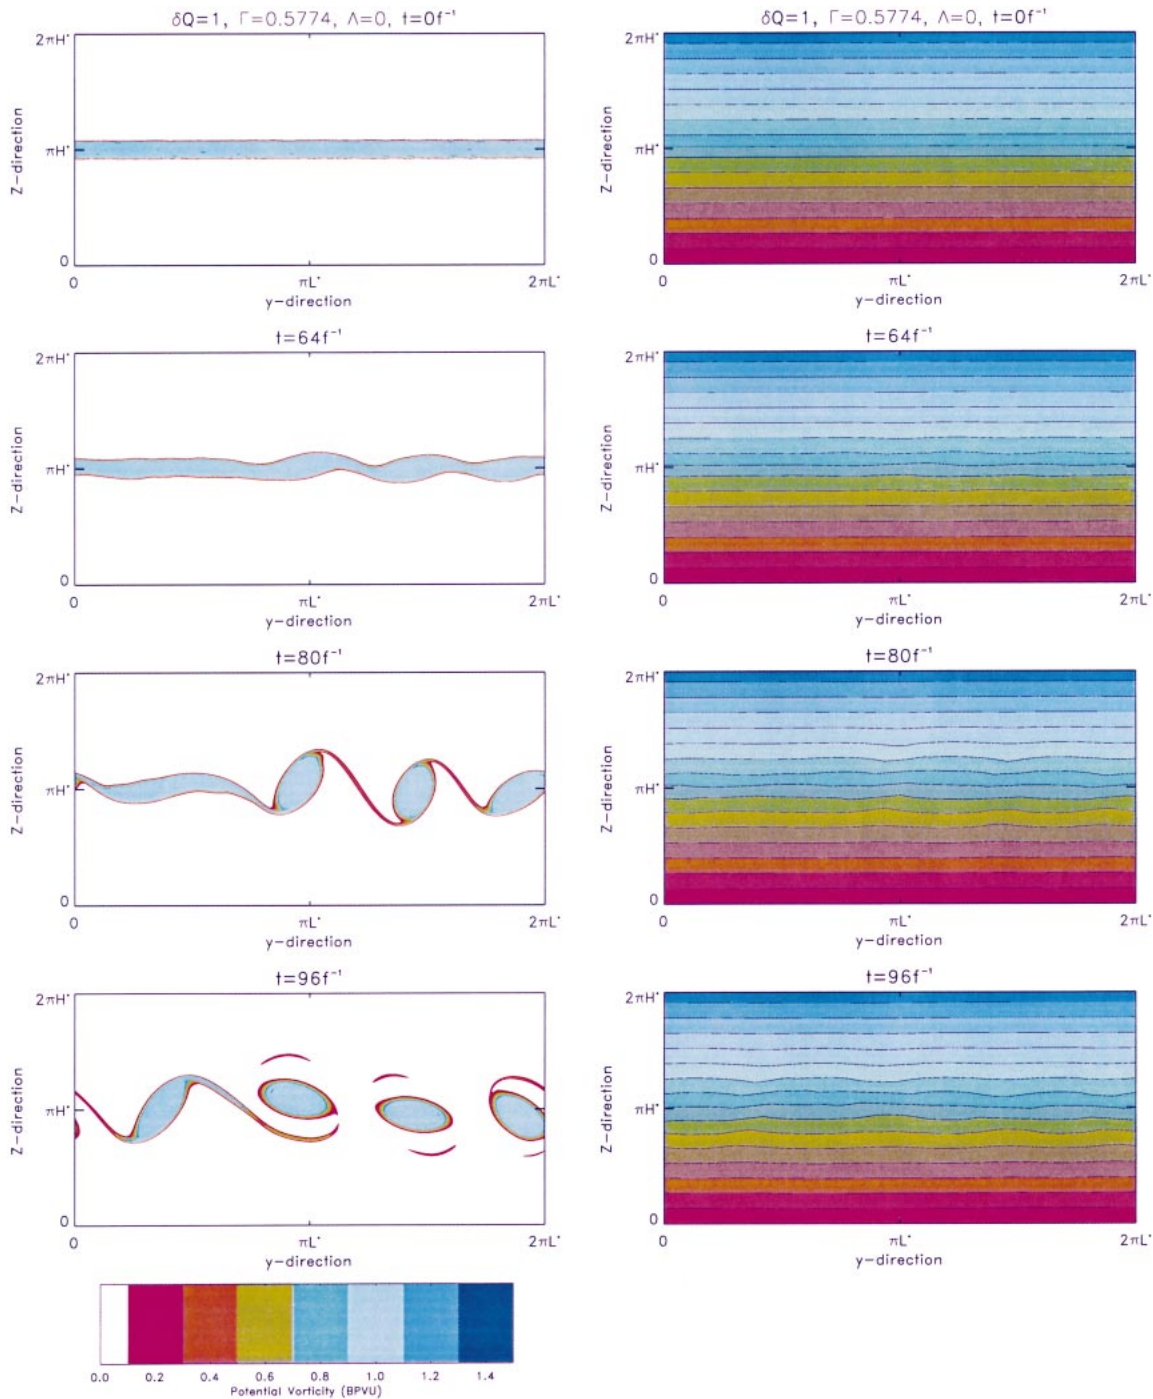 δQ=1, Γ=0.5774, Λ=0, t=0f⁻¹
2πH*
πH*
0
Z-direction
0
πL*
2πL*
y-direction
δQ=1, Γ=0.5774, Λ=0, t=0f⁻¹
2πH*
πH*
0
Z-direction
0
πL*
2πL*
y-direction
t=64f⁻¹
2πH*
πH*
0
Z-direction
0
πL*
2πL*
y-direction
t=64f⁻¹
2πH*
πH*
0
Z-direction
0
πL*
2πL*
y-direction
t=80f⁻¹
2πH*
πH*
0
Z-direction
0
πL*
2πL*
y-direction
t=80f⁻¹
2πH*
πH*
0
Z-direction
0
πL*
2πL*
y-direction
t=96f⁻¹
2πH*
πH*
0
Z-direction
0
πL*
2πL*
y-direction
t=96f⁻¹
2πH*
πH*
0
Z-direction
0
πL*
2πL*
y-direction
0.0 0.2 0.4 0.6 0.8 1.0 1.2 1.4
Potential Vorticity (BPVU)